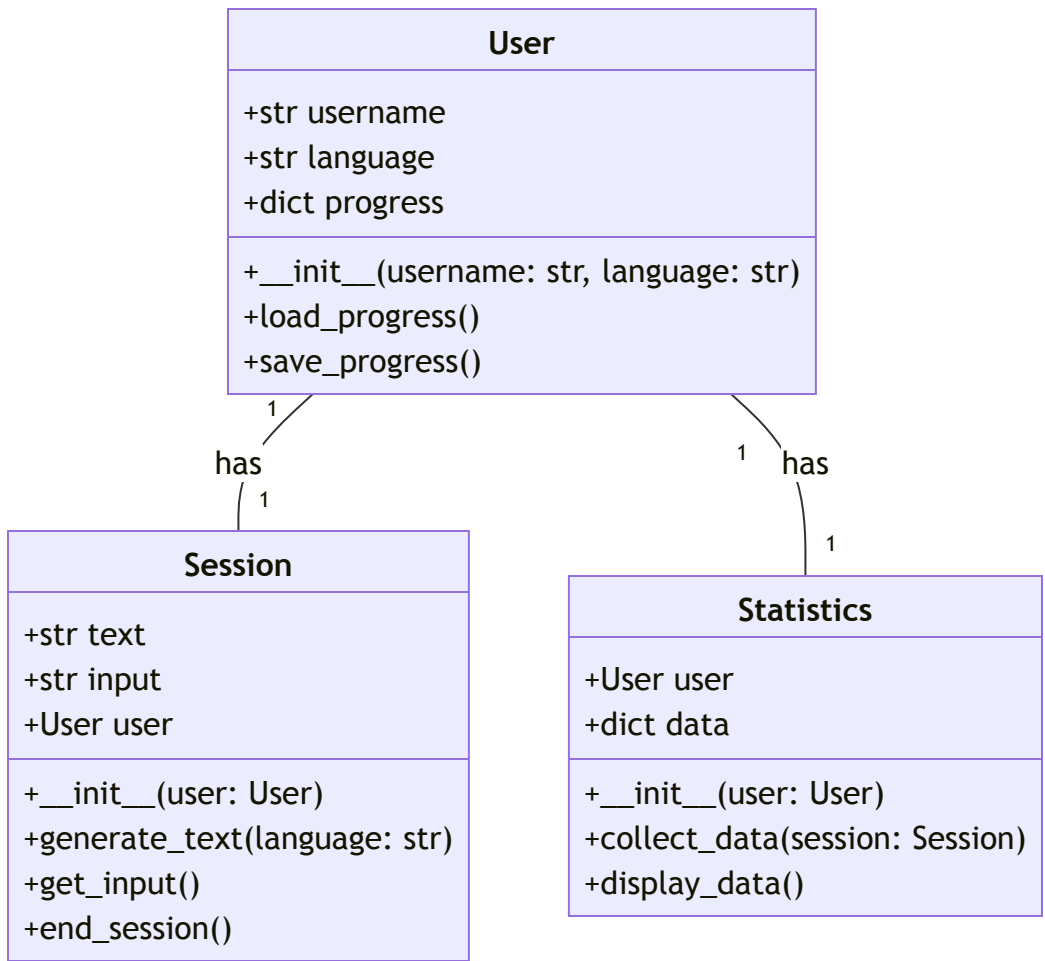 User
+str username
+str language
+dict progress
+__init__(username: str, language: str)
+load_progress()
+save_progress()
1
has
1
1
has
1
Session
+str text
+str input
+User user
+__init__(user: User)
+generate_text(language: str)
+get_input()
+end_session()
Statistics
+User user
+dict data
+__init__(user: User)
+collect_data(session: Session)
+display_data()